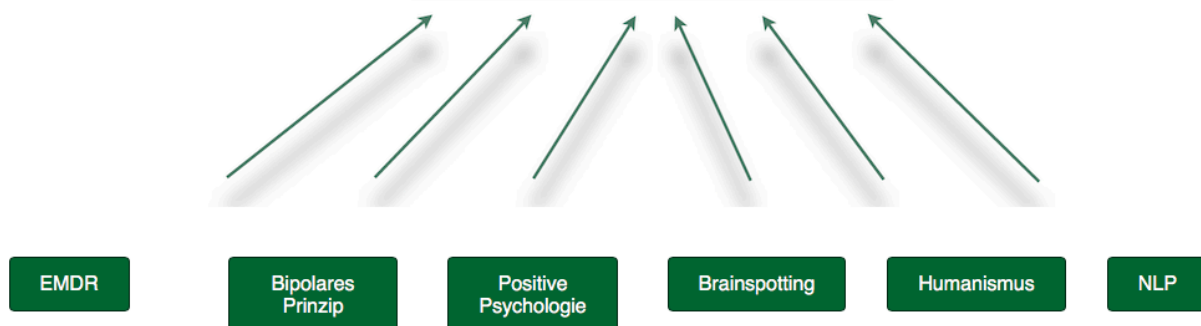 EMDR
Bipolares
Prinzip
Positive
Psychologie
Brainspotting
Humanismus
NLP